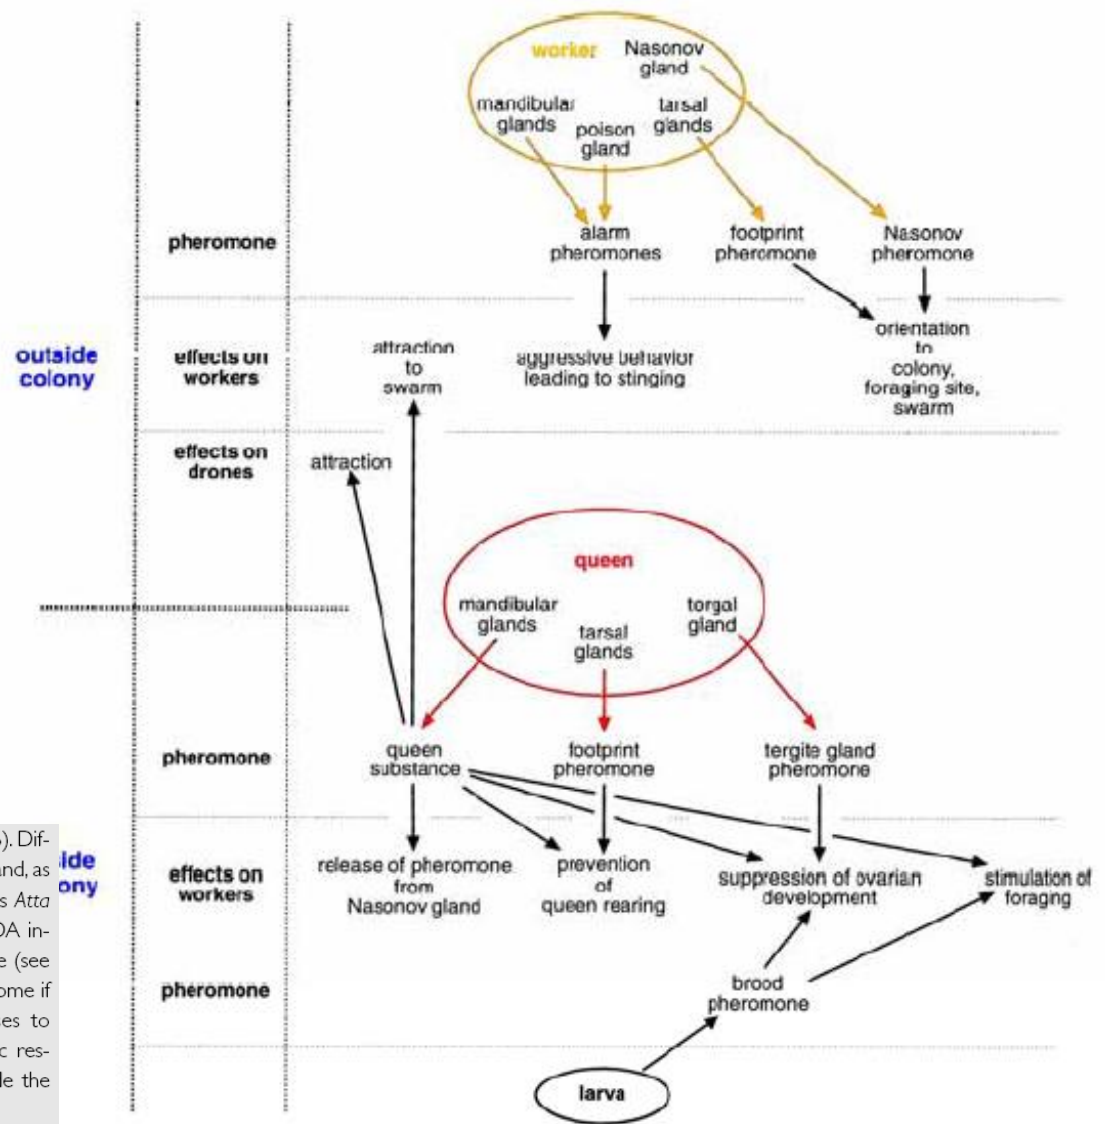 worker
Nasonov
gland
mandibular
glands
poison
gland
tarsal
glands
pheromone
alarm
pheromones
footprint
pheromone
Nasonov
pheromone
outside
colony
effects on
workers
attraction
to
swarm
aggressive behavior
leading to stinging
orientation
to
colony,
foraging site,
swarm
effects on
drones
attraction
queen
mandibular
glands
tarsal
glands
torgal
gland
pheromone
queen
substance
footprint
pheromone
tergite gland
pheromone
). Dif-
and, as
s Atta
DA in-
e (see
ome if
ses to
c res-
le the
ide
ony
effects on
workers
release of pheromone
from
Nasonov gland
prevention
of
queen rearing
suppression of ovarian
development
stimulation of
foraging
pheromone
brood
pheromone
larva